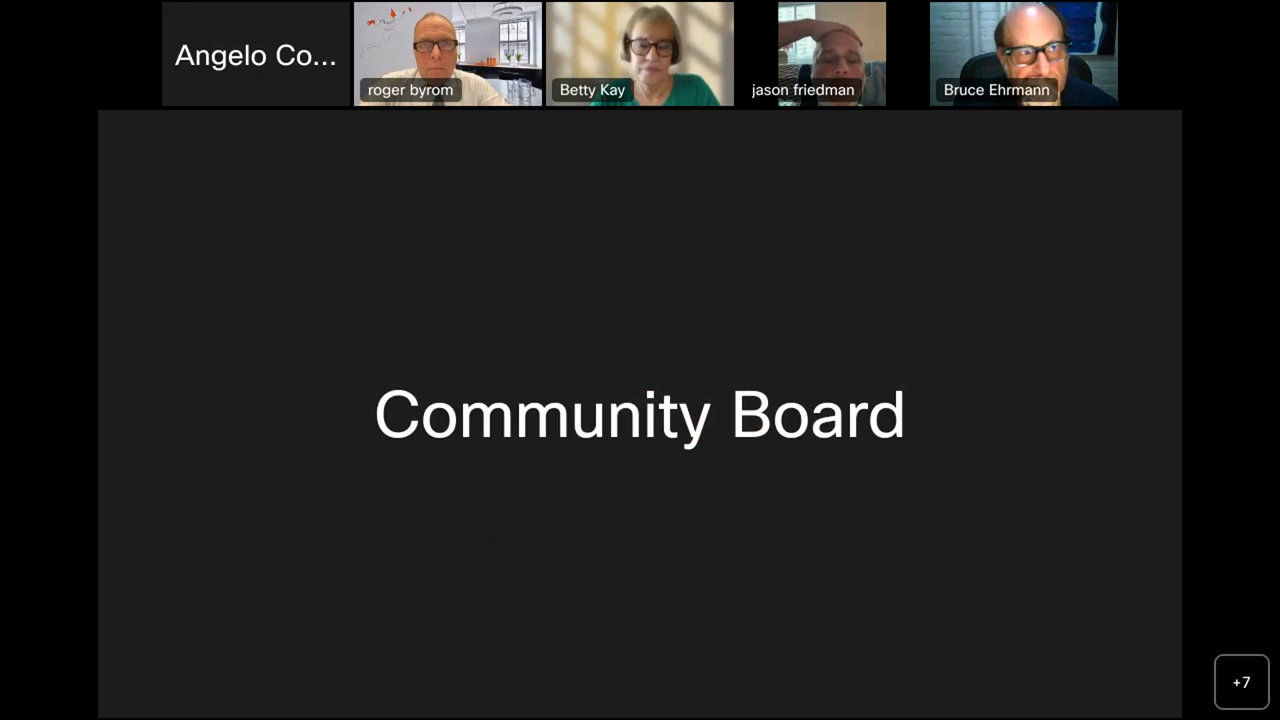 Angelo Co...
roger byrom
Betty Kay
jason friedman
Bruce Ehrmann
Community Board
+7